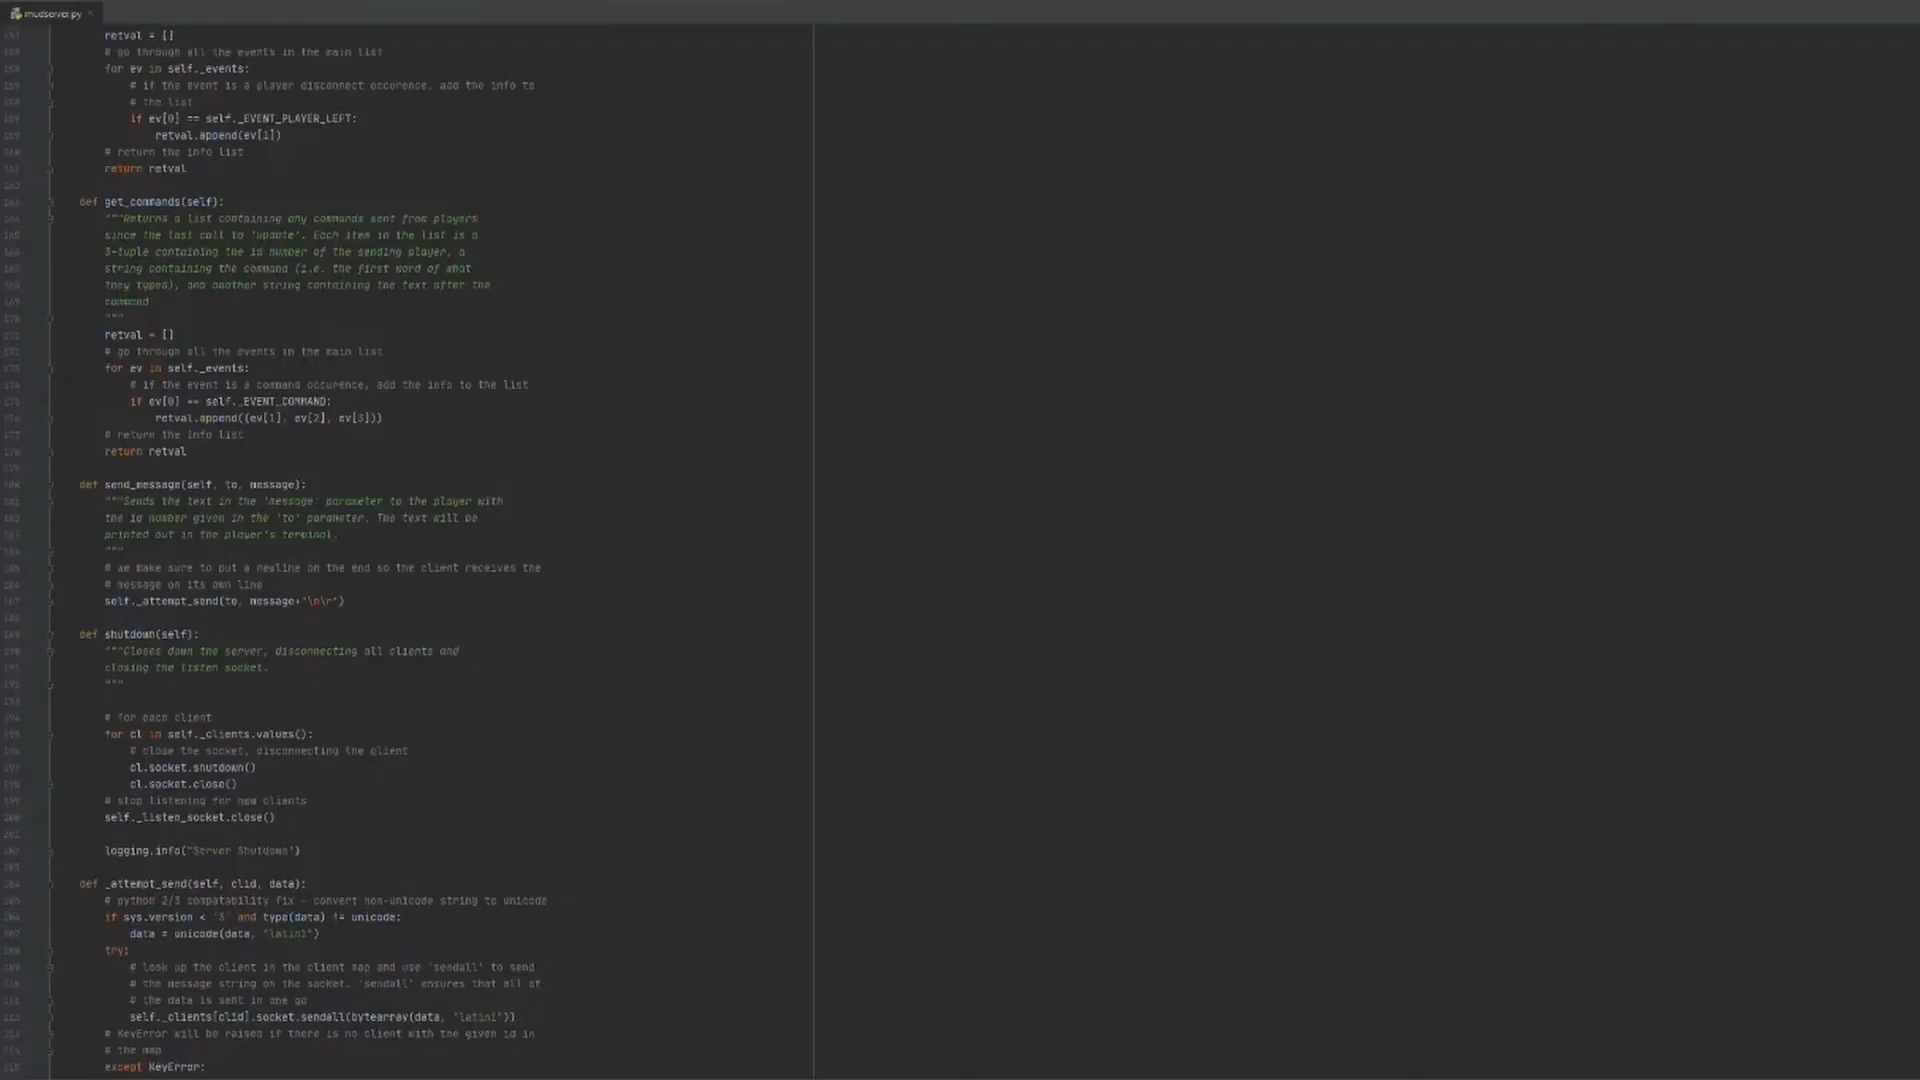 mudserver.py
retval = []
# go through all the events in the main list
for ev in self._events:
# if the event is a player disconnect occurence, add the info to
# the list
if ev[0] == self._EVENT_PLAYER_LEFT:
retval.append(ev[1])
# return the info list
return retval
def get_commands(self):
"""Returns a list containing any commands sent from players
since the last call to 'update'. Each item in the list is a
3-tuple containing the id number of the sending player, a
string containing the command (i.e. the first word of what
they typed), and another string containing the text after the
command
"""
retval = []
# go through all the events in the main list
for ev in self._events:
# if the event is a command occurence, add the info to the list
if ev[0] == self._EVENT_COMMAND:
retval.append((ev[1], ev[2], ev[3]))
# return the info list
return retval
def send_message(self, to, message):
"""Sends the text in the 'message' parameter to the player with
the id number given in the 'to' parameter. The text will be
printed out in the player's terminal.
"""
# we make sure to put a newline on the end so the client receives the
# message on its own line
self._attempt_send(to, message+"\n\r")
def shutdown(self):
"""Closes down the server, disconnecting all clients and
closing the listen socket.
"""
# for each client
for cl in self._clients.values():
# close the socket, disconnecting the client
cl.socket.shutdown()
cl.socket.close()
# stop listening for new clients
self._listen_socket.close()
logging.info("Server Shutdown")
def _attempt_send(self, clid, data):
# python 2/3 compatability fix - convert non-unicode string to unicode
if sys.version < '3' and type(data) != unicode:
data = unicode(data, "latin1")
try:
# look up the client in the client map and use 'sendall' to send
# the message string on the socket. 'sendall' ensures that all of
# the data is sent in one go
self._clients[clid].socket.sendall(bytearray(data, "latin1"))
# KeyError will be raised if there is no client with the given id in
# the map
except KeyError: